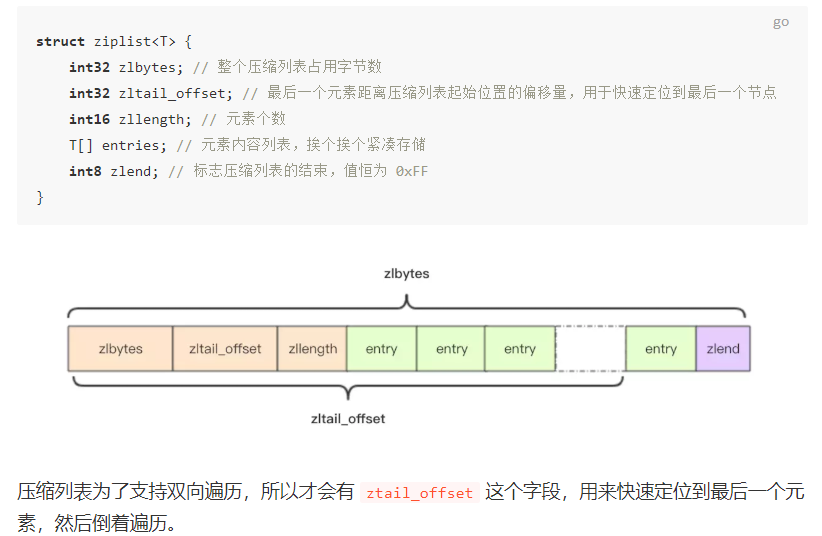 go
struct ziplist<T> {
int32 zlbytes; // 整个压缩列表占用字节数
int32 zltail_offset; // 最后一个元素距离压缩列表起始位置的偏移量，用于快速定位到最后一个节点
int16 zllength; // 元素个数
T[] entries; // 元素内容列表，挨个挨个紧凑存储
int8 zlend; // 标志压缩列表的结束，值恒为 0xFF
}
zlbytes
zlbytes zltail_offset zllength entry entry entry entry zlend
zltail_offset
压缩列表为了支持双向遍历，所以才会有 ztail_offset 这个字段，用来快速定位到最后一个元
素，然后倒着遍历。